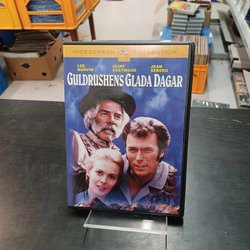 WIDESCREEN COLLECTION
LEE MARVIN CLINT EASTWOOD JEAN SEBERG
GULDRUSHENS GLADA DAGAR